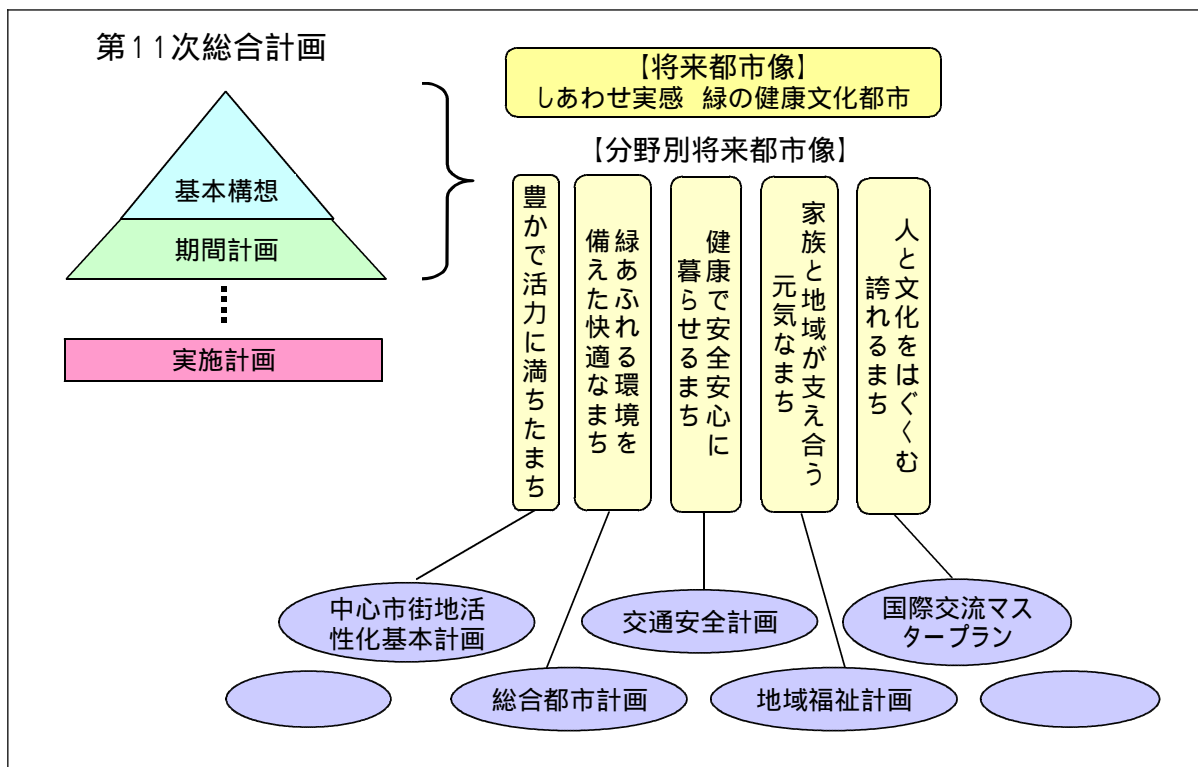 第11次総合計画
基本構想
期間計画
実施計画
【将来都市像】
しあわせ実感 緑の健康文化都市
【分野別将来都市像】
豊かで活力に満ちたまち
緑あふれる環境を
備えた快適なまち
健康で安全安心に
暮らせるまち
家族と地域が支え合う
元気なまち
人と文化をはぐくむ
誇れるまち
中心市街地活
性化基本計画
総合都市計画
交通安全計画
地域福祉計画
国際交流マス
タープラン